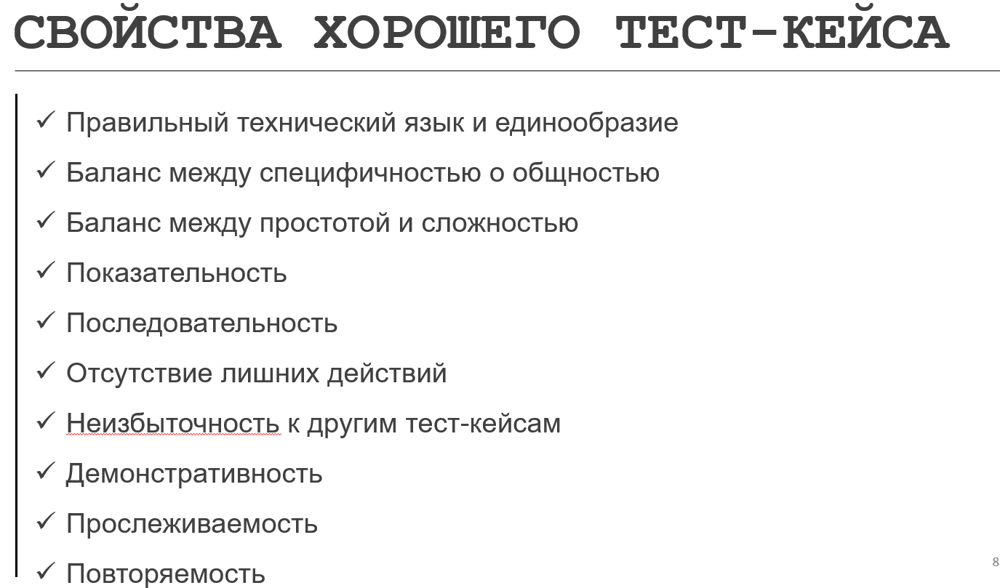 СВОЙСТВА ХОРОШЕГО ТЕСТ-КЕЙСА
✓ Правильный технический язык и единообразие
✓ Баланс между специфичностью о общностью
✓ Баланс между простотой и сложностью
✓ Показательность
✓ Последовательность
✓ Отсутствие лишних действий
✓ Неизбыточность к другим тест-кейсам
✓ Демонстративность
✓ Прослеживаемость
✓ Повторяемость
8